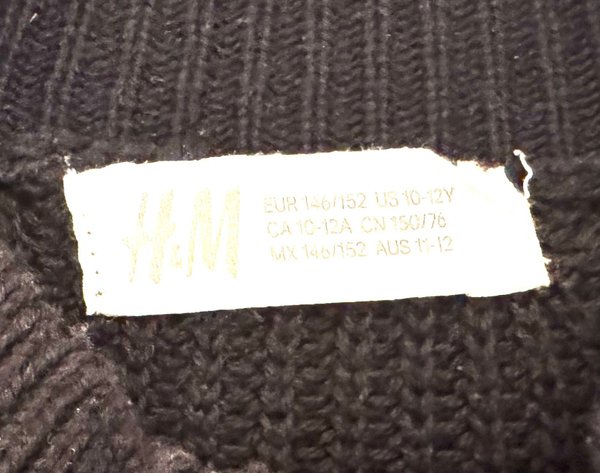 H&M
EUR 146/152 US 10-12Y
CA 10-12A CN 150/76
MX 146/152 AUS 11-12